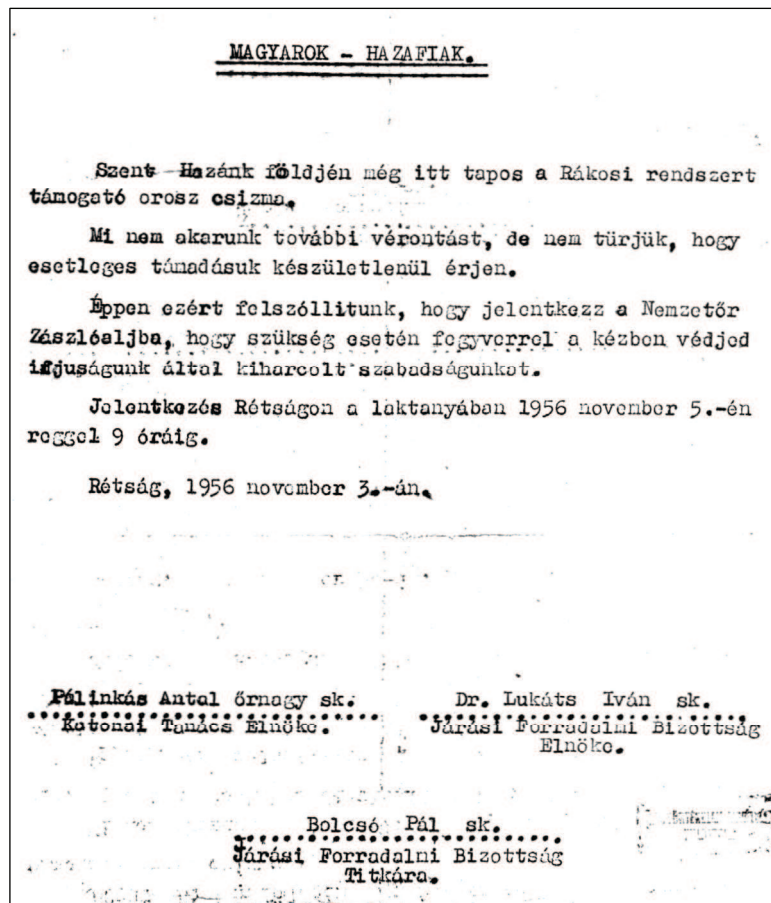 MAGYAROK - HAZAFIAK.
Szent Hazánk földjén még itt tapos a Rákosi rendszert
támogató orosz csizma.
Mi nem akarunk további vérontást, de nem türjük, hogy
esetleges támadásuk készületlenül érjen.
Éppen ezért felszóllitunk, hogy jelentkezz a Nemzetőr
Zászlóaljba, hogy szükség esetén fegyverrel a kézben védjed
ifjuságunk által kiharcolt szabadságunkat.
Jelentkezés Rétságon a laktanyában 1956 november 5.-én
reggel 9 óráig.
Rétság, 1956 november 3.-án.
Pálinkás Antal őrnagy sk. Dr. Lukáts Iván sk.
Katonai Tanács Elnöke. Járási Forradalmi Bizottság
Elnöke.
Bolcsó Pál sk.
Járási Forradalmi Bizottság
Titkára.